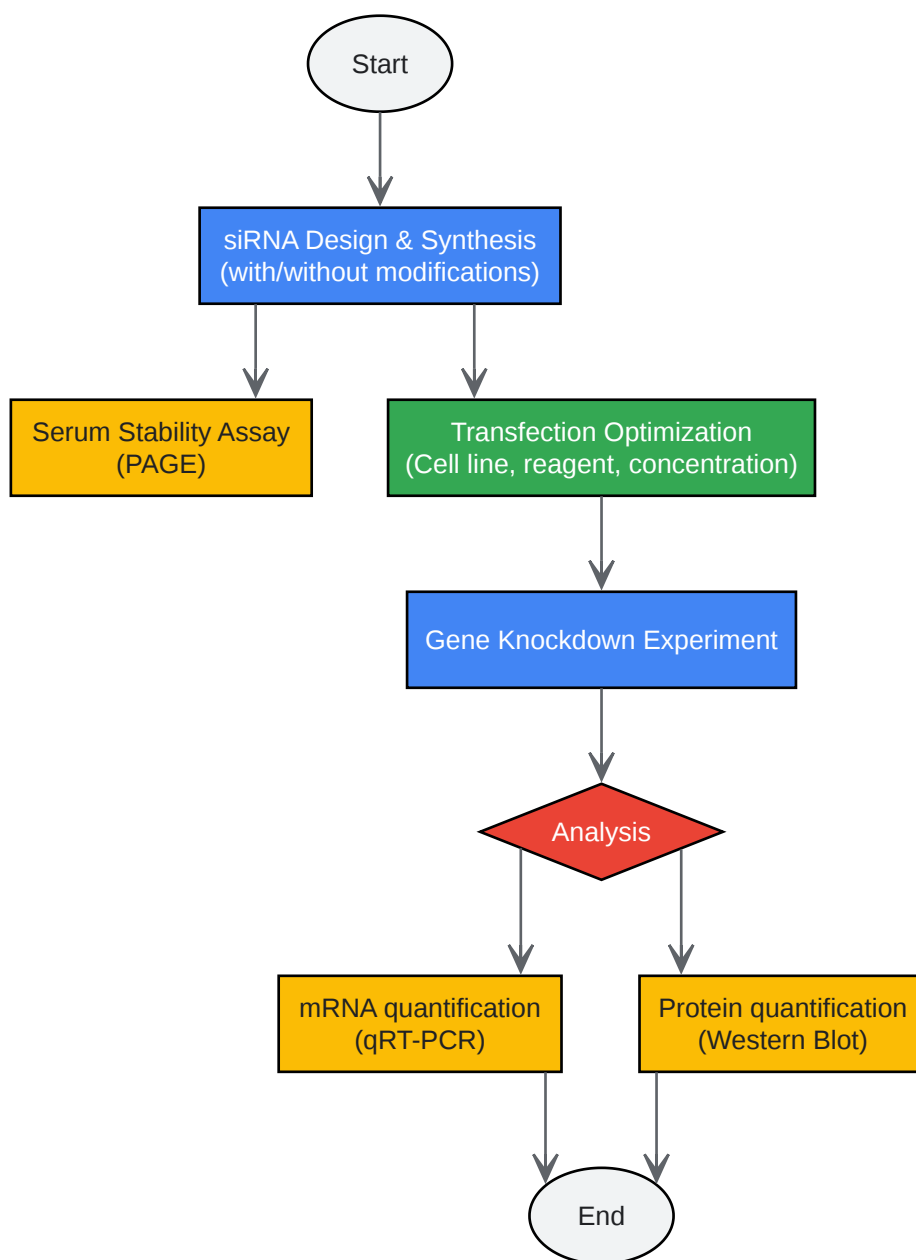 Start
siRNA Design & Synthesis
(with/without modifications)
Serum Stability Assay
(PAGE)
Transfection Optimization
(Cell line, reagent, concentration)
Gene Knockdown Experiment
Analysis
mRNA quantification
(qRT-PCR)
Protein quantification
(Western Blot)
End